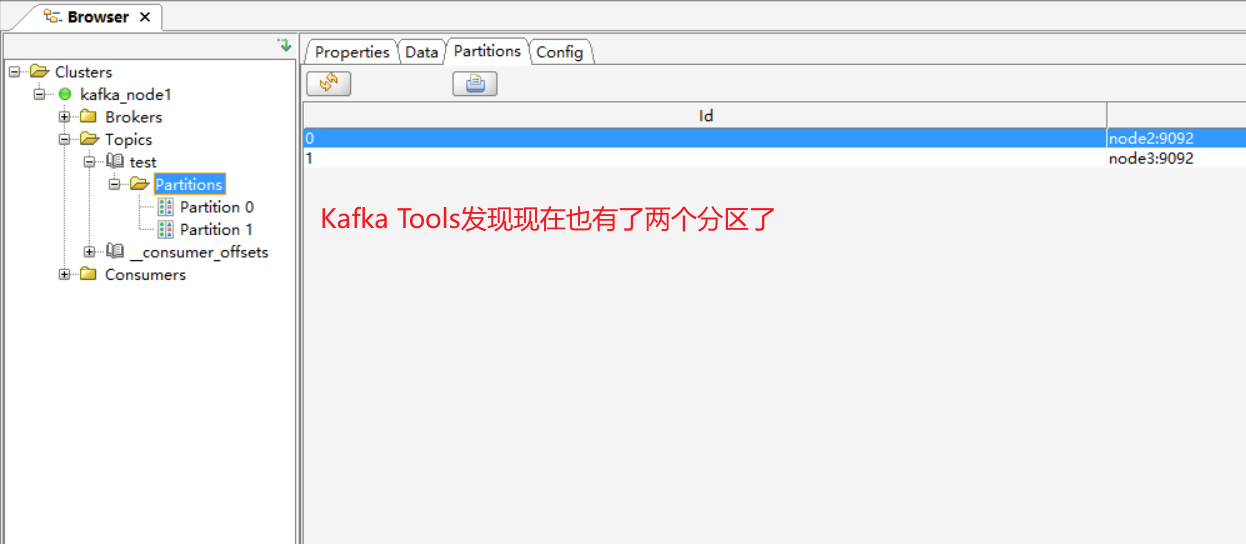 Browser
Properties Data Partitions Config
Clusters
kafka_node1
Brokers
Topics
test
Partitions
Partition 0
Partition 1
__consumer_offsets
Consumers
Id
0 node2:9092
1 node3:9092
Kafka Tools发现现在也有了两个分区了